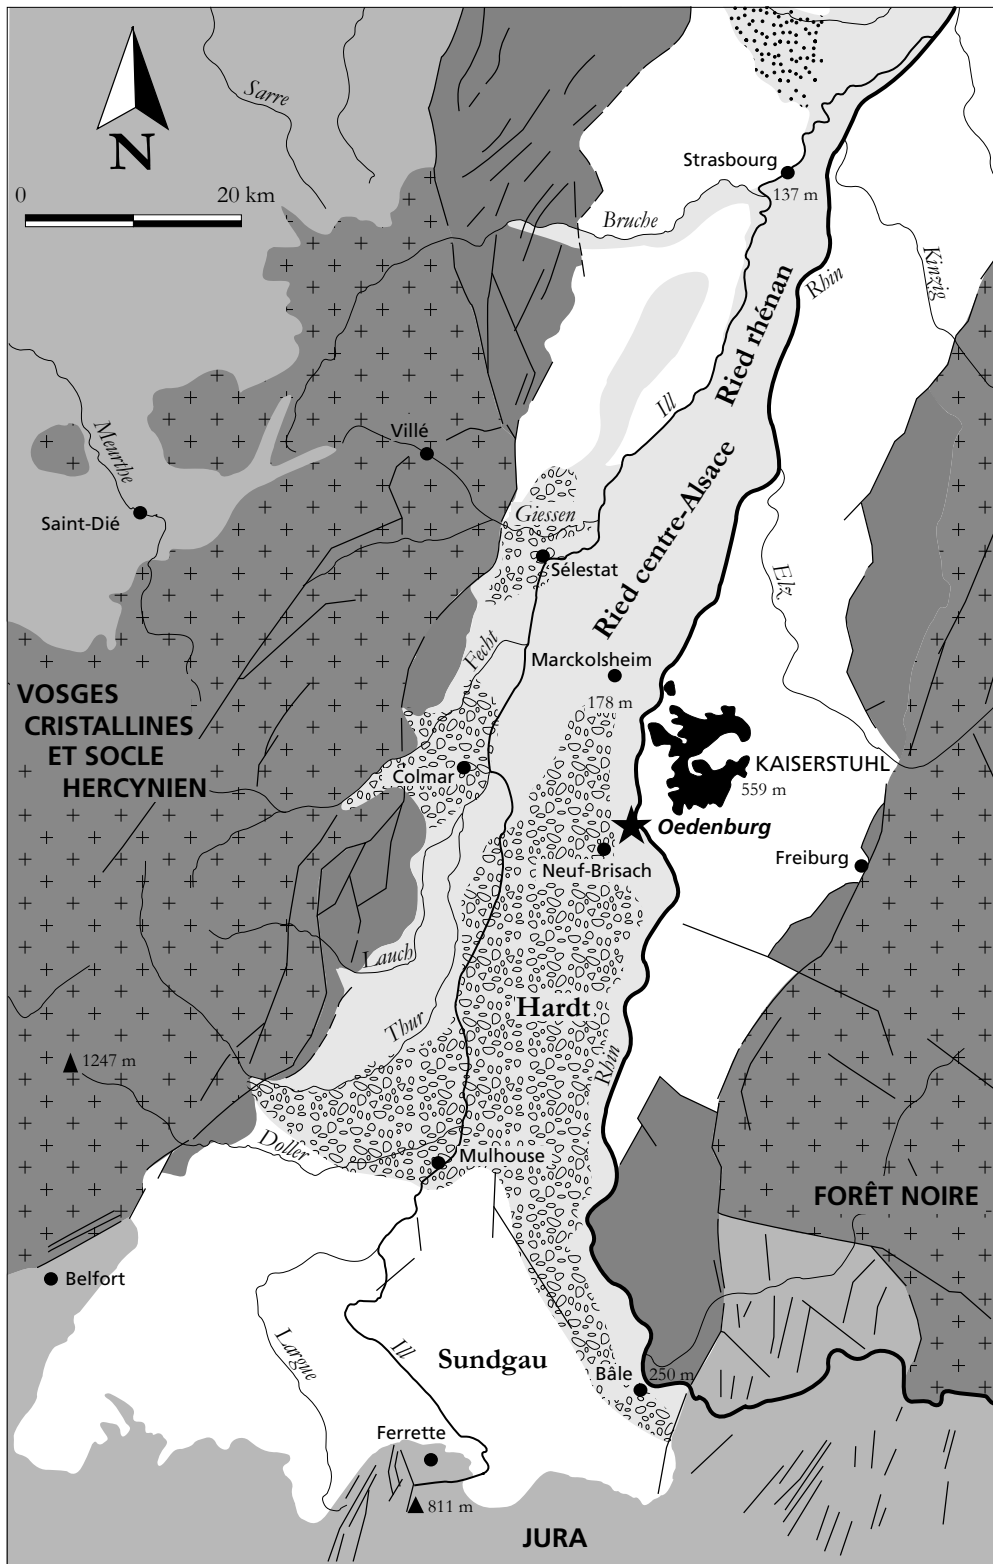 Sarre
N
0 20 km
Strasbourg
137 m
Bruche
Kinzig
Rhin
Ried rhénan
Ill
Villé
Meurthe
Saint-Dié
Giessen
Ried centre-Alsace
Sélestat
Elz
Fecht
Marckolsheim
178 m
VOSGES
CRISTALLINES
ET SOCLE
HERCYNIEN
Colmar
KAISERSTUHL
559 m
Oedenburg
Neuf-Brisach
Freiburg
Lauch
Hardt
Thur
Rhin
1247 m
Doller
Mulhouse
FORÊT NOIRE
Belfort
Largue
Ill
Sundgau
Bâle
250 m
Ferrette
811 m
JURA